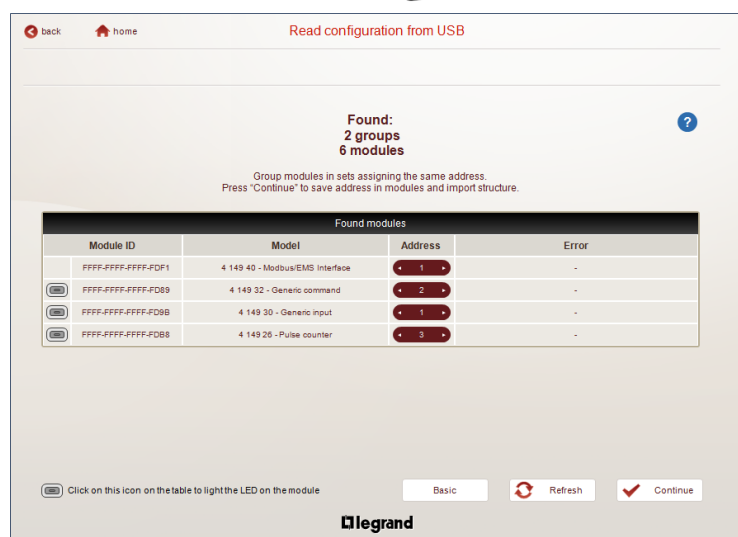 back home Read configuration from USB
Found:
2 groups
6 modules
?
Group modules in sets assigning the same address.
Press "Continue" to save address in modules and import structure.
Found modules
Module ID Model Address Error
FFFF-FFFF-FFFF-FDF1 4 149 40 - Modbus/EMS Interface 1 -
FFFF-FFFF-FFFF-FD89 4 149 32 - Generic command 2 -
FFFF-FFFF-FFFF-FD9B 4 149 30 - Generic input 1 -
FFFF-FFFF-FFFF-FDB8 4 149 26 - Pulse counter 3 -
Click on this icon on the table to light the LED on the module Basic Refresh Continue
legrand